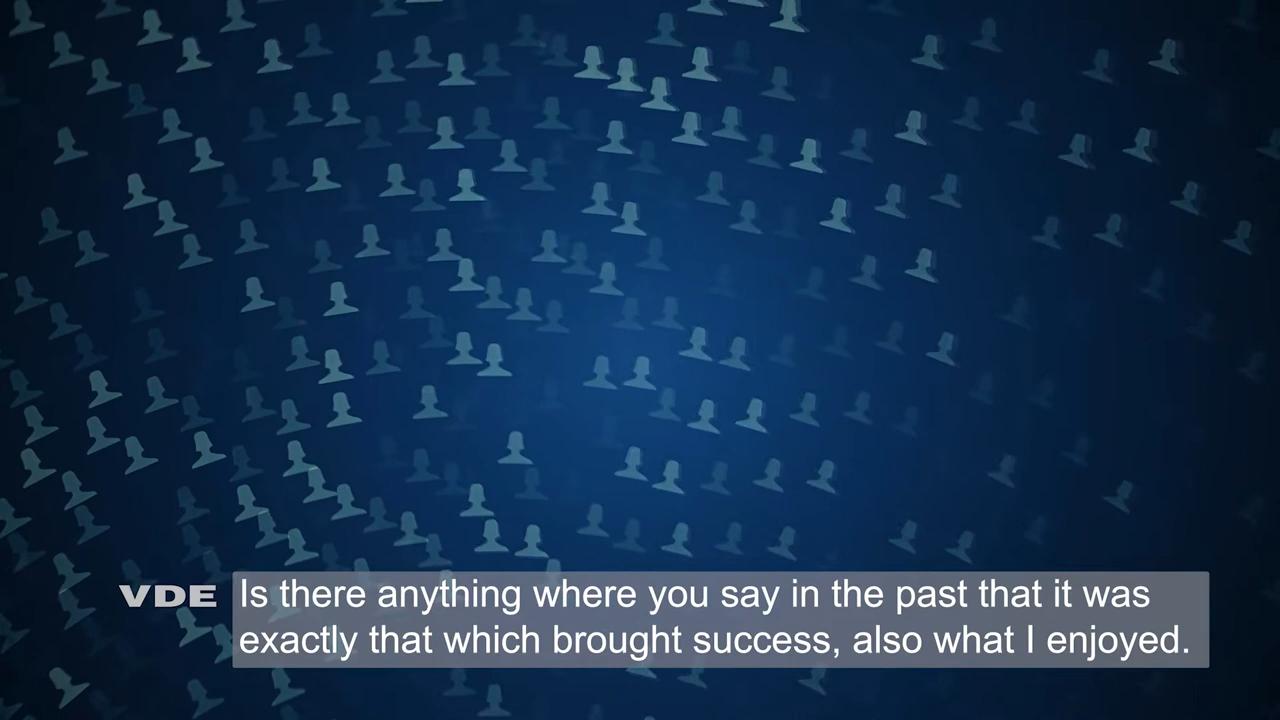 VDE
Is there anything where you say in the past that it was
exactly that which brought success, also what I enjoyed.